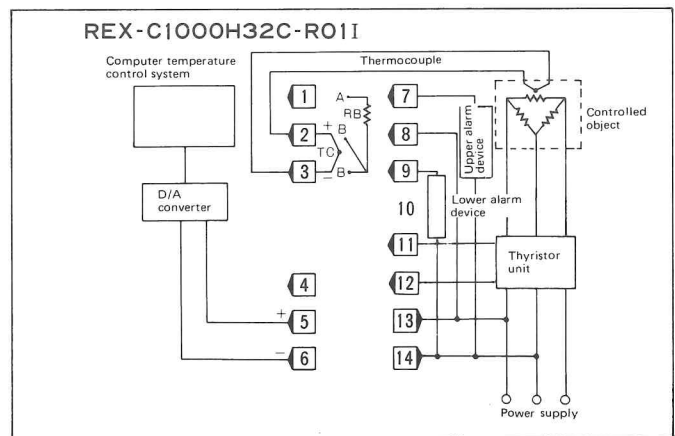 REX-C1000H32C-R01I
Computer temperature
control system
Thermocouple
Controlled
object
D/A
converter
1
2
3
4
5
6
+
TC
−
A
RB
B
B
+
−
7
8
9
10
11
12
13
14
Upper alarm
device
Lower alarm
device
Thyristor
unit
Power supply